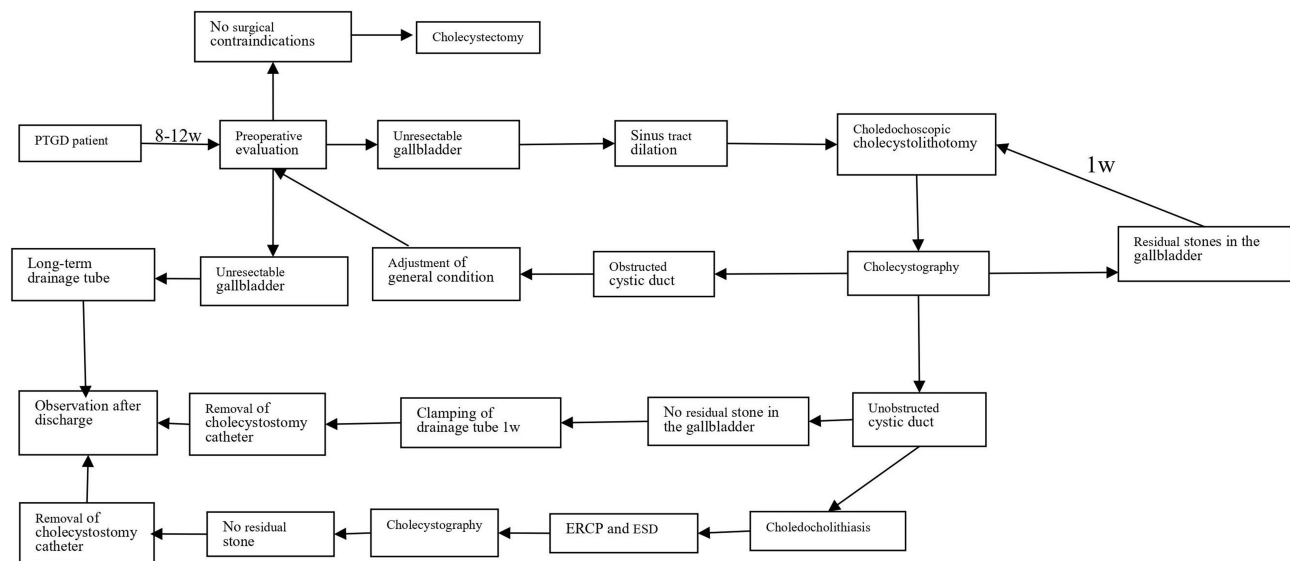 No surgical
contraindications
Cholecystectomy
PTGD patient
8-12w
Preoperative
evaluation
Unresectable
gallbladder
Sinus tract
dilation
Choledochoscopic
cholecystolithotomy
1w
Long-term
drainage tube
Unresectable
gallbladder
Adjustment of
general condition
Obstructed
cystic duct
Cholecystography
Residual stones in the
gallbladder
Observation after
discharge
Removal of
cholecystostomy
catheter
Clamping of
drainage tube 1w
No residual stone in
the gallbladder
Unobstructed
cystic duct
Removal of
cholecystostomy
catheter
No residual
stone
Cholecystography
ERCP and ESD
Choledocholithiasis